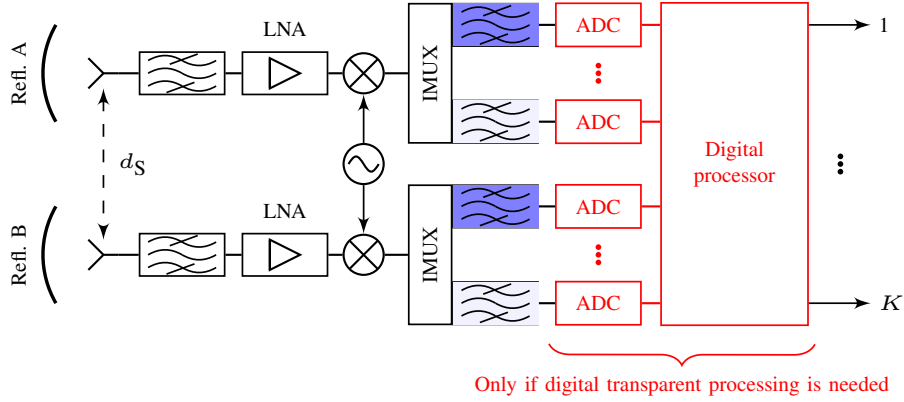 Refl. A
LNA
IMUX
ADC
ADC
1
d_S
Digital
processor
Refl. B
LNA
IMUX
ADC
ADC
K
Only if digital transparent processing is needed